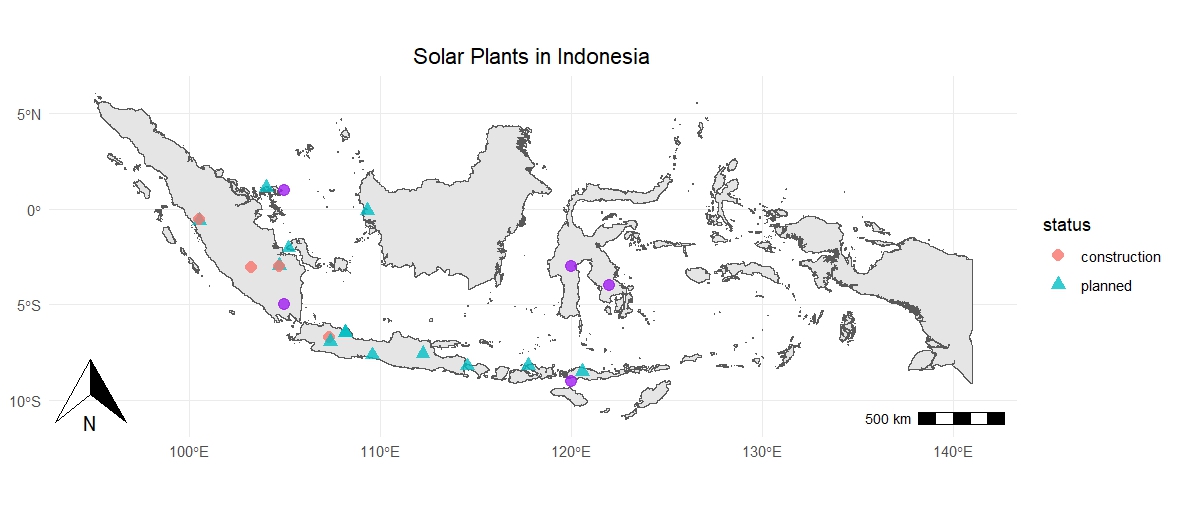 Solar Plants in Indonesia
5°N
0°
5°S
10°S
100°E
110°E
120°E
130°E
140°E
N
500 km
status
construction
planned